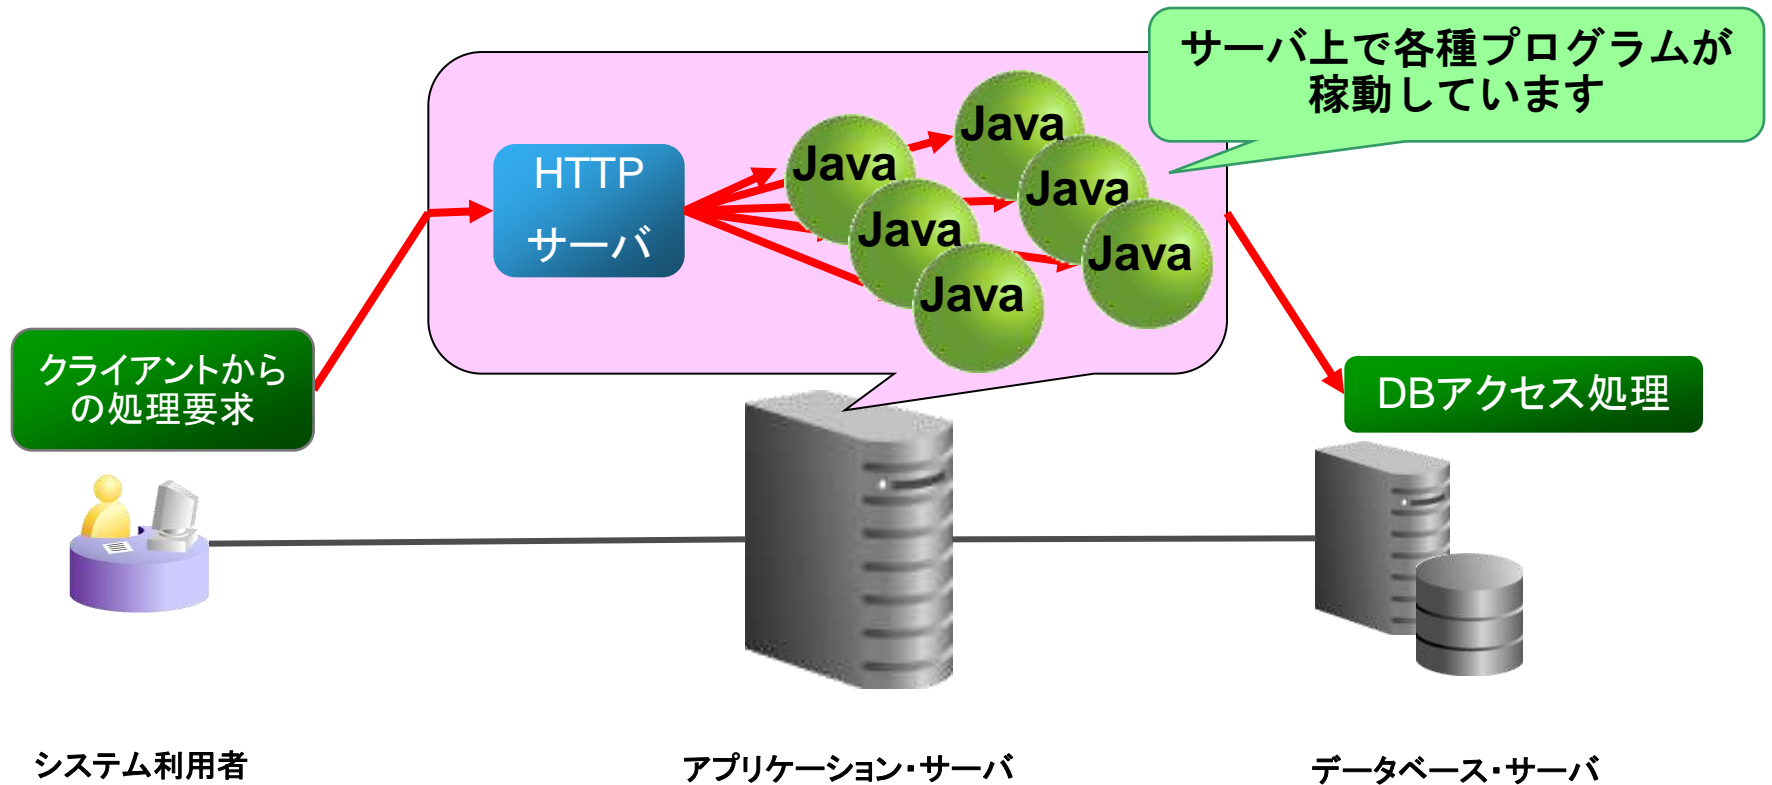 サーバ上で各種プログラムが
稼動しています
HTTP
サーバ
Java
Java
Java
Java
Java
Java
クライアントから
の処理要求
DBアクセス処理
システム利用者
アプリケーション・サーバ
データベース・サーバ